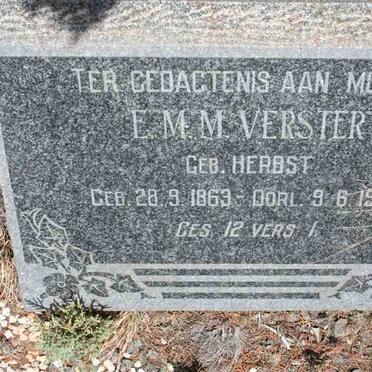 TER GEDACTENIS AAN
E.M.M. VERSTER
GEB. HERBST
GEB. 28.9.1863 - OORL. 9.6.
GES. 12 VERS 1